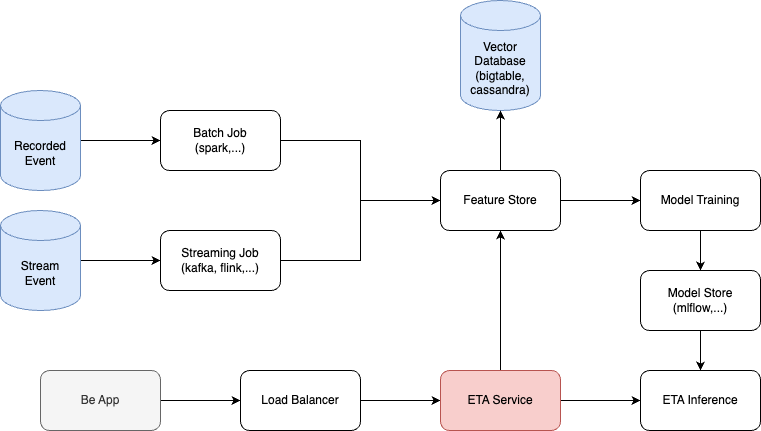 Vector
Database
(bigtable,
cassandra)
Recorded
Event
Batch Job
(spark,...)
Feature Store
Model Training
Stream
Event
Streaming Job
(kafka, flink,...)
Model Store
(mlflow,...)
Be App
Load Balancer
ETA Service
ETA Inference